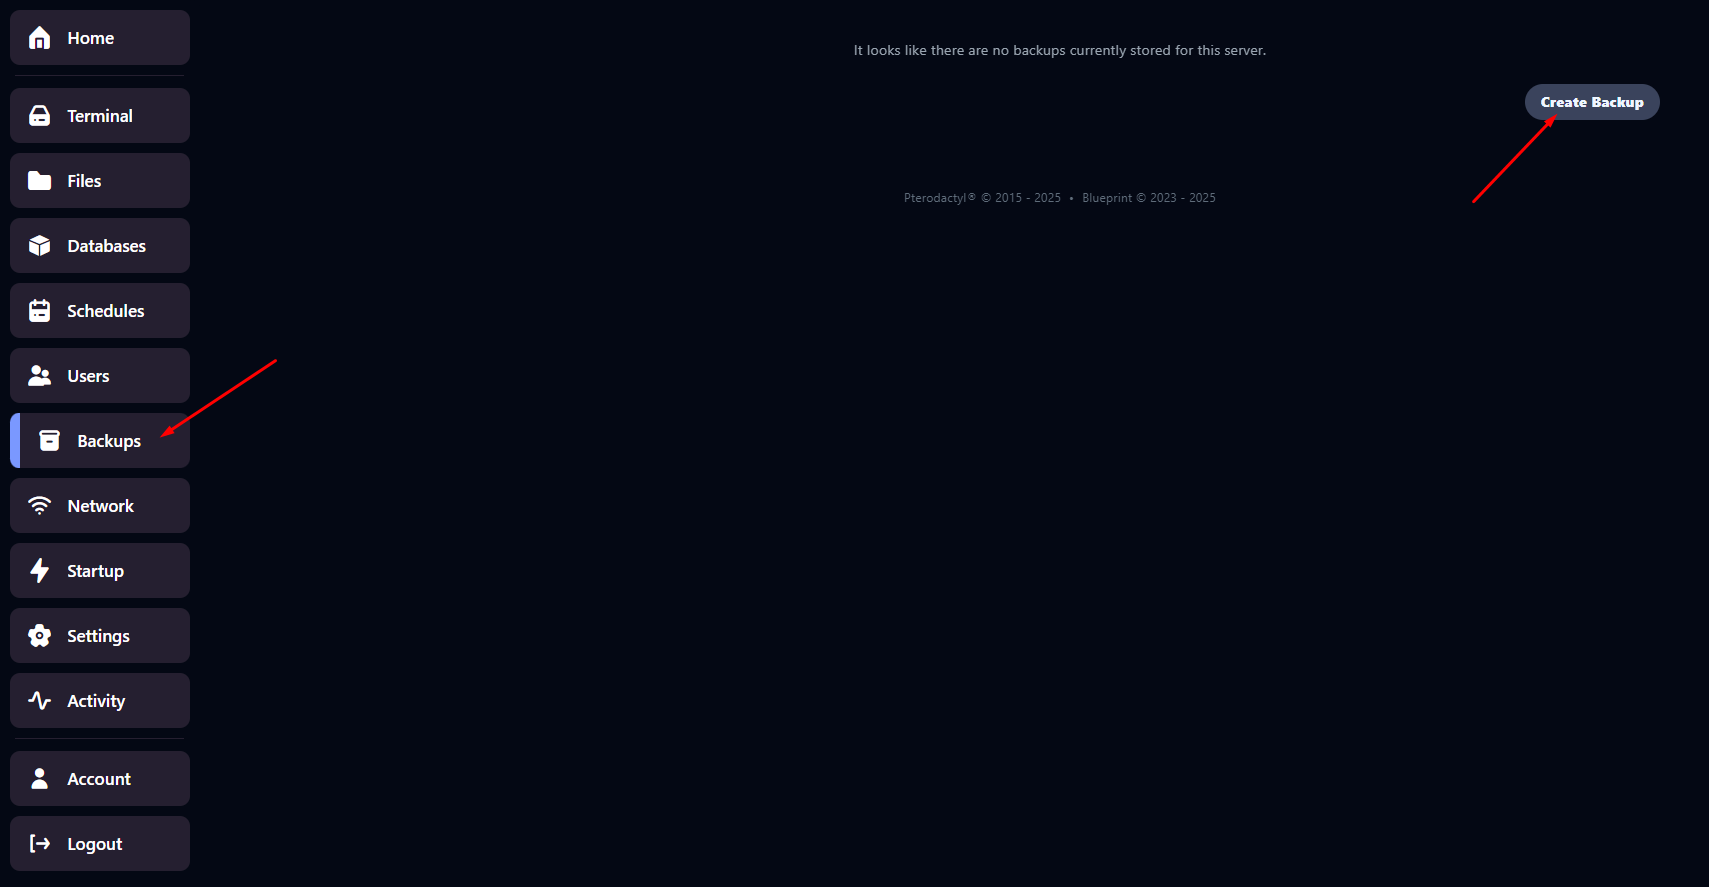 Home
Terminal
Files
Databases
Schedules
Users
Backups
Network
Startup
Settings
Activity
Account
Logout
It looks like there are no backups currently stored for this server.
Create Backup
Pterodactyl® © 2015 - 2025 • Blueprint © 2023 - 2025